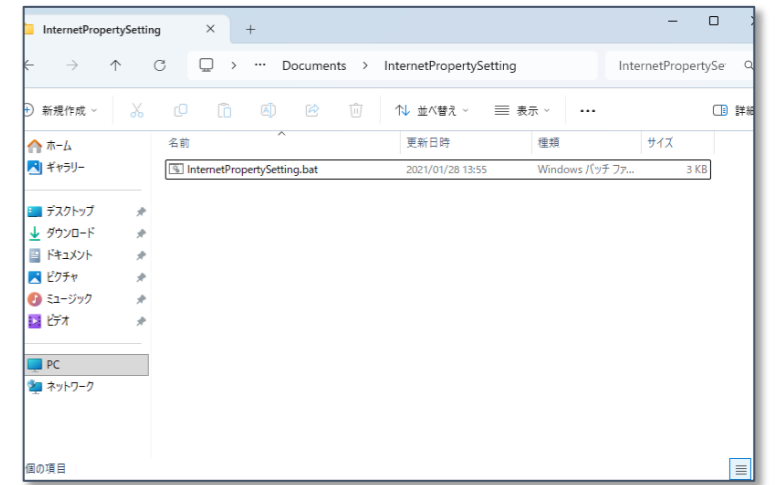 InternetPropertySetting
Documents > InternetPropertySetting
InternetPropertySe
新規作成
並べ替え
表示
詳細
名前
更新日時
種類
サイズ
InternetPropertySetting.bat
2021/01/28 13:55
Windows バッチ ファ...
3 KB
ホーム
ギャラリー
デスクトップ
ダウンロード
ドキュメント
ピクチャ
ミュージック
ビデオ
PC
ネットワーク
個の項目